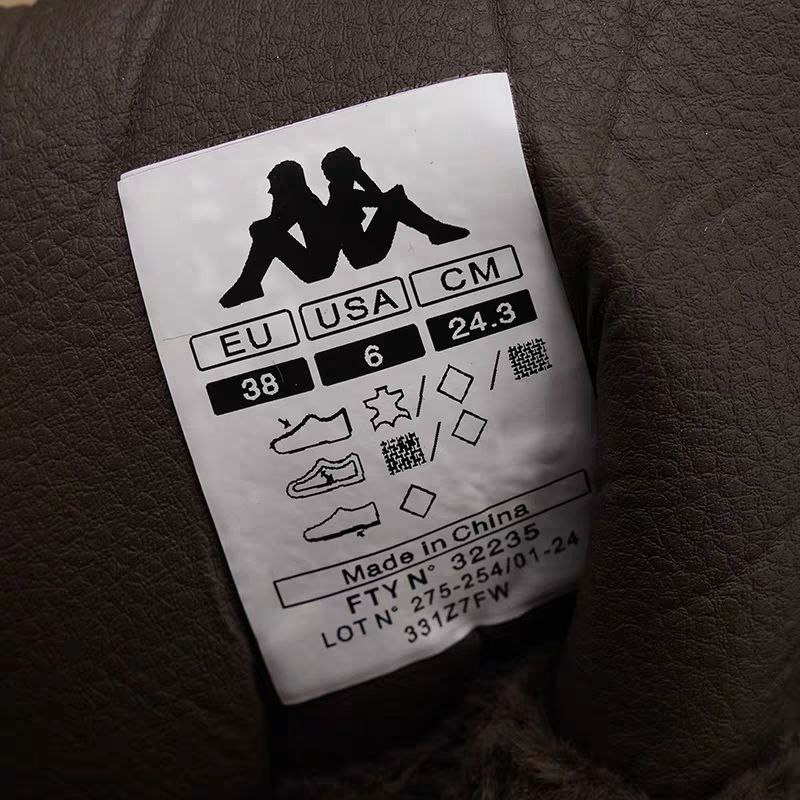 EU USA CM
38 6 24.3
Made in China
FTY N° 32235
LOT N° 275-254/01-24
331Z7FW